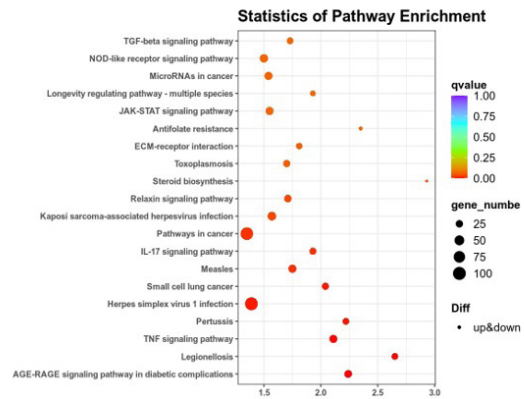 Statistics of Pathway Enrichment
TGF-beta signaling pathway
NOD-like receptor signaling pathway
MicroRNAs in cancer
Longevity regulating pathway - multiple species
JAK-STAT signaling pathway
Antifolate resistance
ECM-receptor interaction
Toxoplasmosis
Steroid biosynthesis
Relaxin signaling pathway
Kaposi sarcoma-associated herpesvirus infection
Pathways in cancer
IL-17 signaling pathway
Measles
Small cell lung cancer
Herpes simplex virus 1 infection
Pertussis
TNF signaling pathway
Legionellosis
AGE-RAGE signaling pathway in diabetic complications
1.5 2.0 2.5 3.0
qvalue
1.00
0.75
0.50
0.25
0.00
gene_numbe
25
50
75
100
Diff
up&down